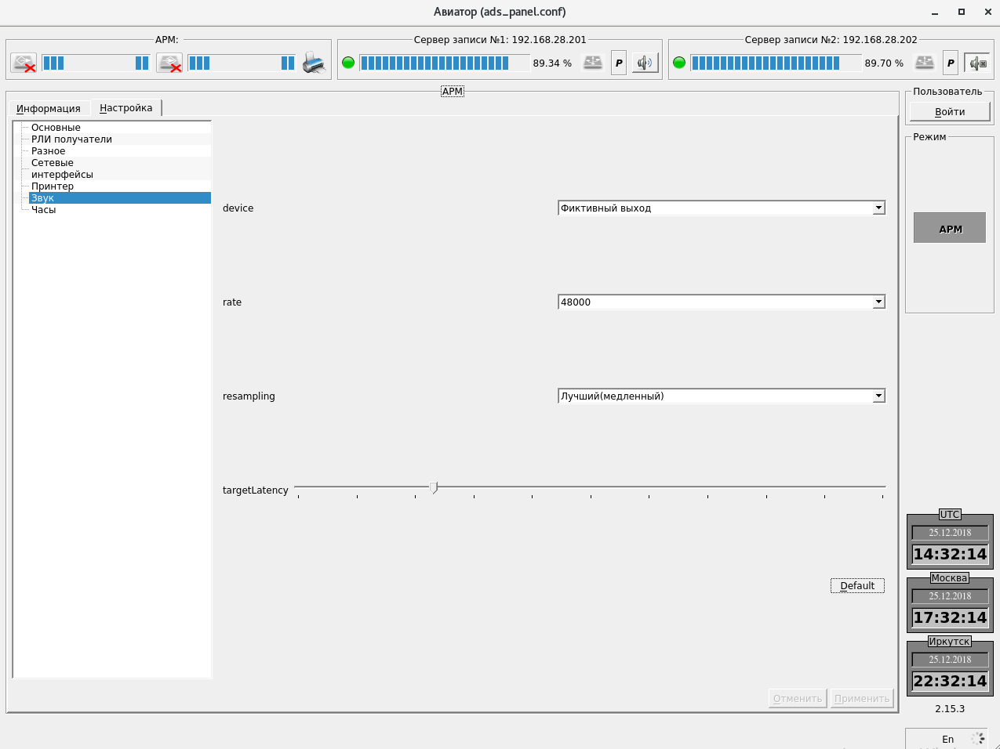 Авиатор (ads_panel.conf)
АРМ:
Сервер записи №1: 192.168.28.201
Сервер записи №2: 192.168.28.202
89.34 %
P
89.70 %
P
АРМ
Информация
Настройка
Основные
РЛИ получатели
Разное
Сетевые
интерфейсы
Принтер
Звук
Часы
device
Фиктивный выход
rate
48000
resampling
Лучший(медленный)
targetLatency
Default
Отменить
Применить
Пользователь
Войти
Режим
АРМ
UTC
25.12.2018
14:32:14
Москва
25.12.2018
17:32:14
Иркутск
25.12.2018
22:32:14
2.15.3
En